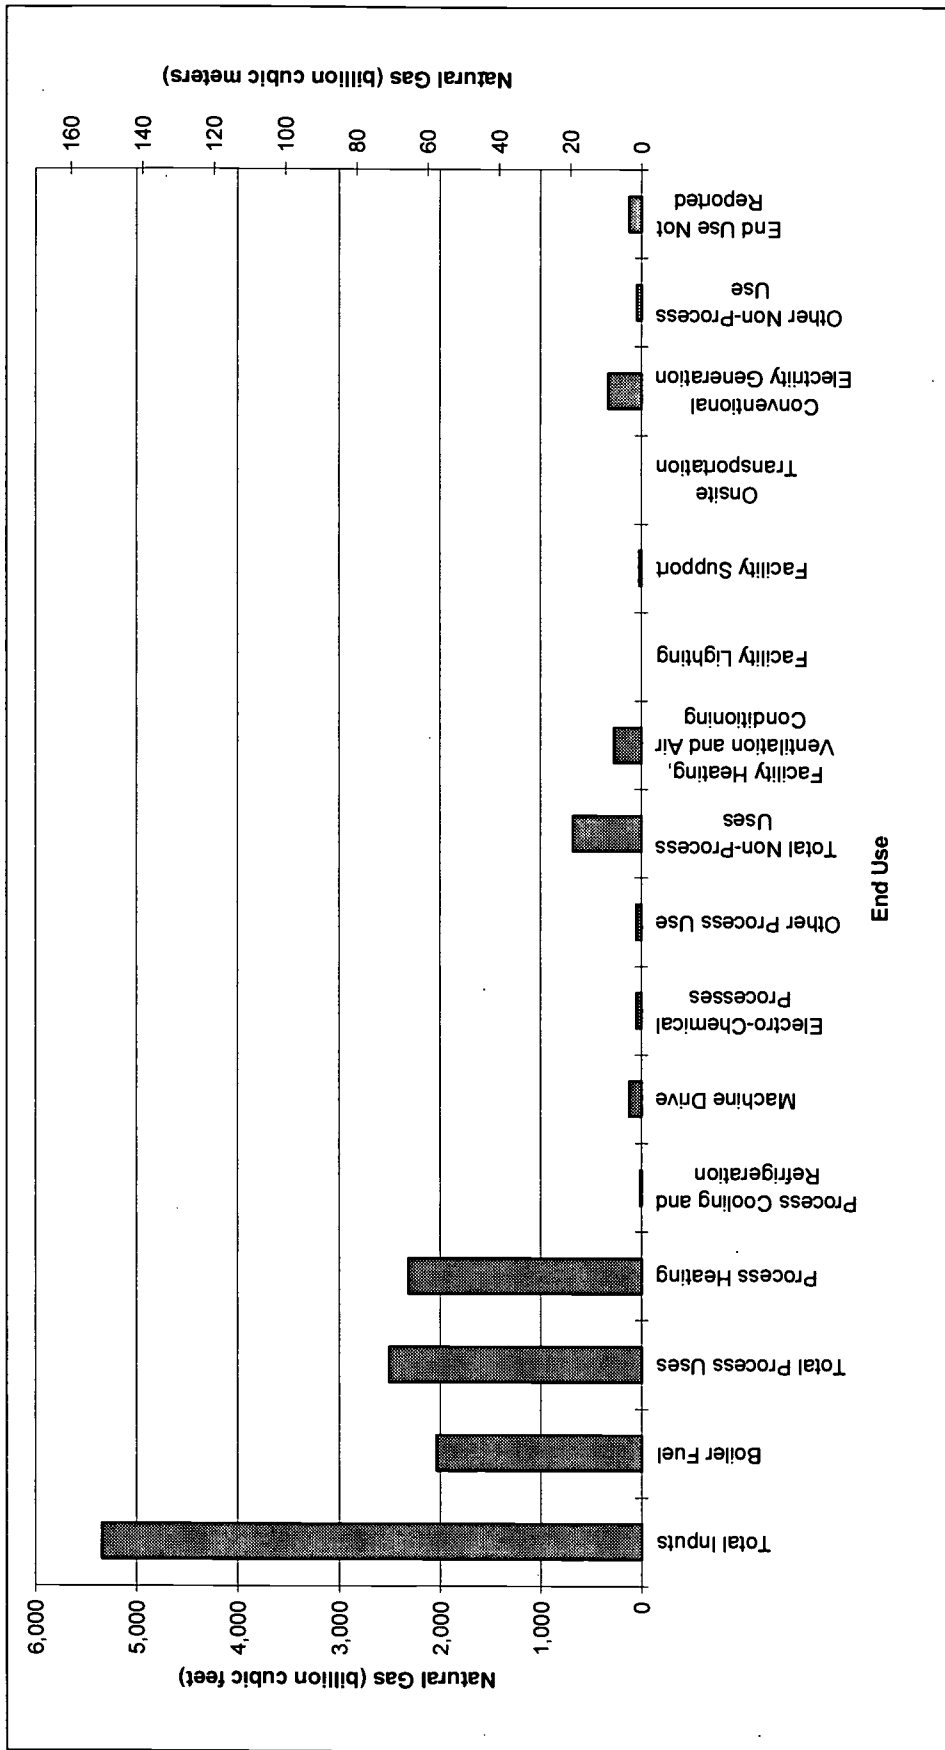 Natural Gas (billion cubic feet)
6,000
5,000
4,000
3,000
2,000
1,000
0
Total Inputs
Boiler Fuel
Total Process Uses
Process Heating
Process Cooling and
Refrigeration
Machine Drive
Electro-Chemical
Processes
Other Process Use
Total Non-Process
Uses
Facility Heating,
Ventilation and Air
Conditioning
Facility Lighting
Facility Support
Onsite
Transportation
Conventional
Electriity Generation
Other Non-Process
Use
End Use Not
Reported
End Use
160
140
120
100
80
60
40
20
0
Natural Gas (billion cubic meters)